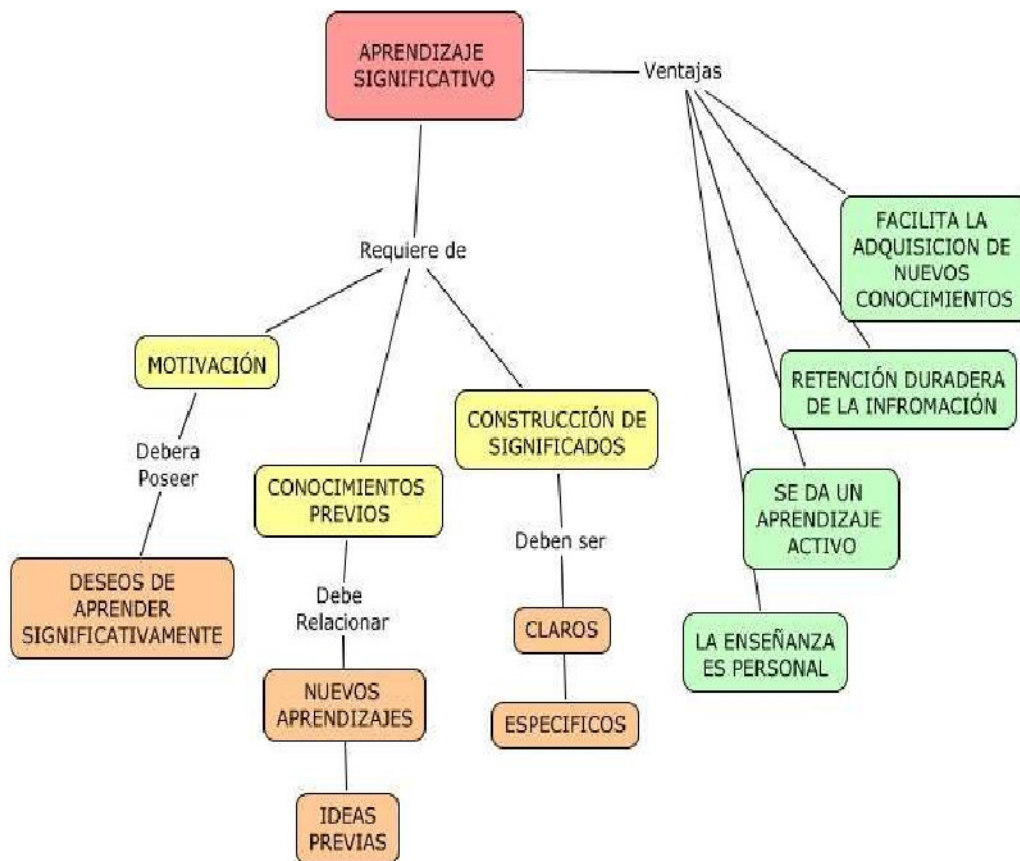 APRENDIZAJE
SIGNIFICATIVO
Ventajas
Requiere de
MOTIVACIÓN
Debera
Poseer
DESEOS DE
APRENDER
SIGNIFICATIVAMENTE
CONOCIMIENTOS
PREVIOS
Debe
Relacionar
NUEVOS
APRENDIZAJES
IDEAS
PREVIAS
CONSTRUCCIÓN DE
SIGNIFICADOS
Deben ser
CLAROS
ESPECIFICOS
FACILITA LA
ADQUISICION DE
NUEVOS
CONOCIMIENTOS
RETENCIÓN DURADERA
DE LA INFROMACIÓN
SE DA UN
APRENDIZAJE
ACTIVO
LA ENSEÑANZA
ES PERSONAL